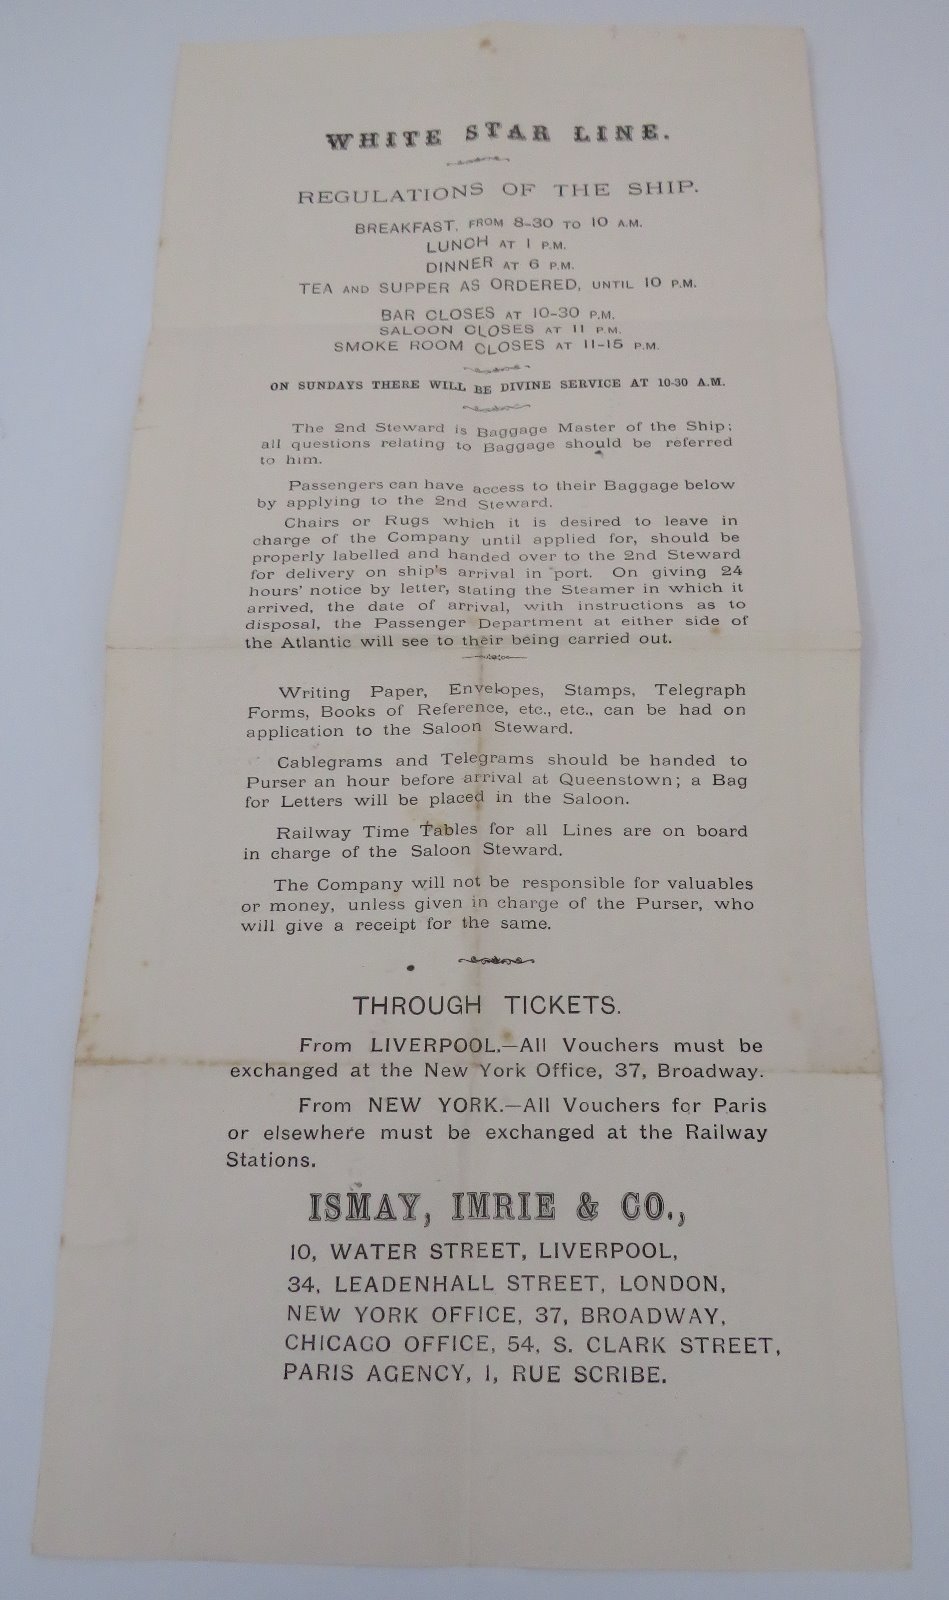 WHITE STAR LINE.
REGULATIONS OF THE SHIP.
BREAKFAST, FROM 8-30 TO 10 A.M.
LUNCH AT 1 P.M.
DINNER AT 6 P.M.
TEA AND SUPPER AS ORDERED, UNTIL 10 P.M.
BAR CLOSES AT 10-30 P.M.
SALOON CLOSES AT 11 P.M.
SMOKE ROOM CLOSES AT 11-15 P.M.
ON SUNDAYS THERE WILL BE DIVINE SERVICE AT 10-30 A.M.
The 2nd Steward is Baggage Master of the Ship;
all questions relating to Baggage should be referred
to him.
Passengers can have access to their Baggage below
by applying to the 2nd Steward.
Chairs or Rugs which it is desired to leave in
charge of the Company until applied for, should be
properly labelled and handed over to the 2nd Steward
for delivery on ship's arrival in port. On giving 24
hours' notice by letter, stating the Steamer in which it
arrived, the date of arrival, with instructions as to
disposal, the Passenger Department at either side of
the Atlantic will see to their being carried out.
Writing Paper, Envelopes, Stamps, Telegraph
Forms, Books of Reference, etc., etc., can be had on
application to the Saloon Steward.
Cablegrams and Telegrams should be handed to
Purser an hour before arrival at Queenstown; a Bag
for Letters will be placed in the Saloon.
Railway Time Tables for all Lines are on board
in charge of the Saloon Steward.
The Company will not be responsible for valuables
or money, unless given in charge of the Purser, who
will give a receipt for the same.
THROUGH TICKETS.
From LIVERPOOL.—All Vouchers must be
exchanged at the New York Office, 37, Broadway.
From NEW YORK.—All Vouchers for Paris
or elsewhere must be exchanged at the Railway
Stations.
ISMAY, IMRIE & CO.,
10, WATER STREET, LIVERPOOL,
34, LEADENHALL STREET, LONDON,
NEW YORK OFFICE, 37, BROADWAY,
CHICAGO OFFICE, 54, S. CLARK STREET,
PARIS AGENCY, 1, RUE SCRIBE.